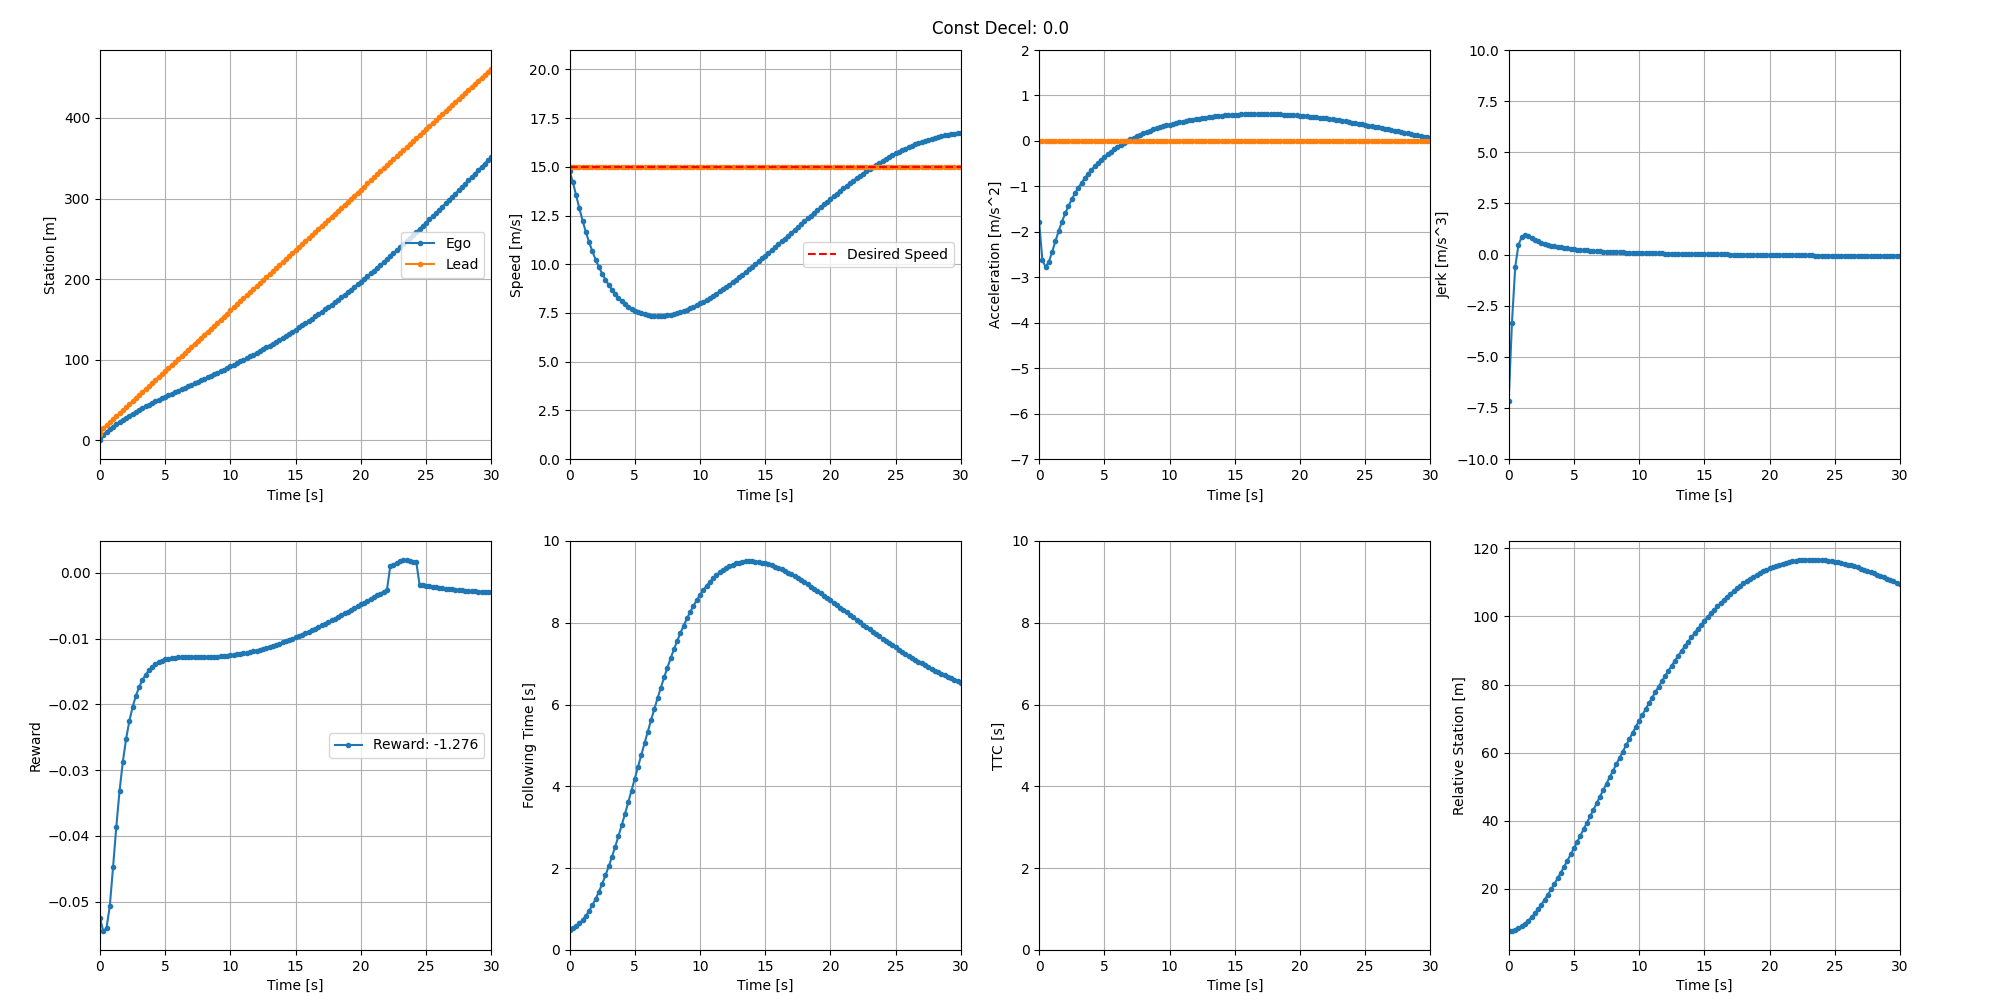 Const Decel: 0.0
Station [m]
400
300
200
100
0
Ego
Lead
0 5 10 15 20 25 30
Time [s]
Speed [m/s]
20.0
17.5
15.0
12.5
10.0
7.5
5.0
2.5
0.0
Desired Speed
0 5 10 15 20 25 30
Time [s]
Acceleration [m/s^2]
2
1
0
−1
−2
−3
−4
−5
−6
−7
0 5 10 15 20 25 30
Time [s]
Jerk [m/s^3]
10.0
7.5
5.0
2.5
0.0
−2.5
−5.0
−7.5
−10.0
0 5 10 15 20 25 30
Time [s]
Reward
0.00
−0.01
−0.02
−0.03
−0.04
−0.05
Reward: -1.276
0 5 10 15 20 25 30
Time [s]
Following Time [s]
10
8
6
4
2
0
0 5 10 15 20 25 30
Time [s]
TTC [s]
10
8
6
4
2
0
0 5 10 15 20 25 30
Time [s]
Relative Station [m]
120
100
80
60
40
20
0 5 10 15 20 25 30
Time [s]